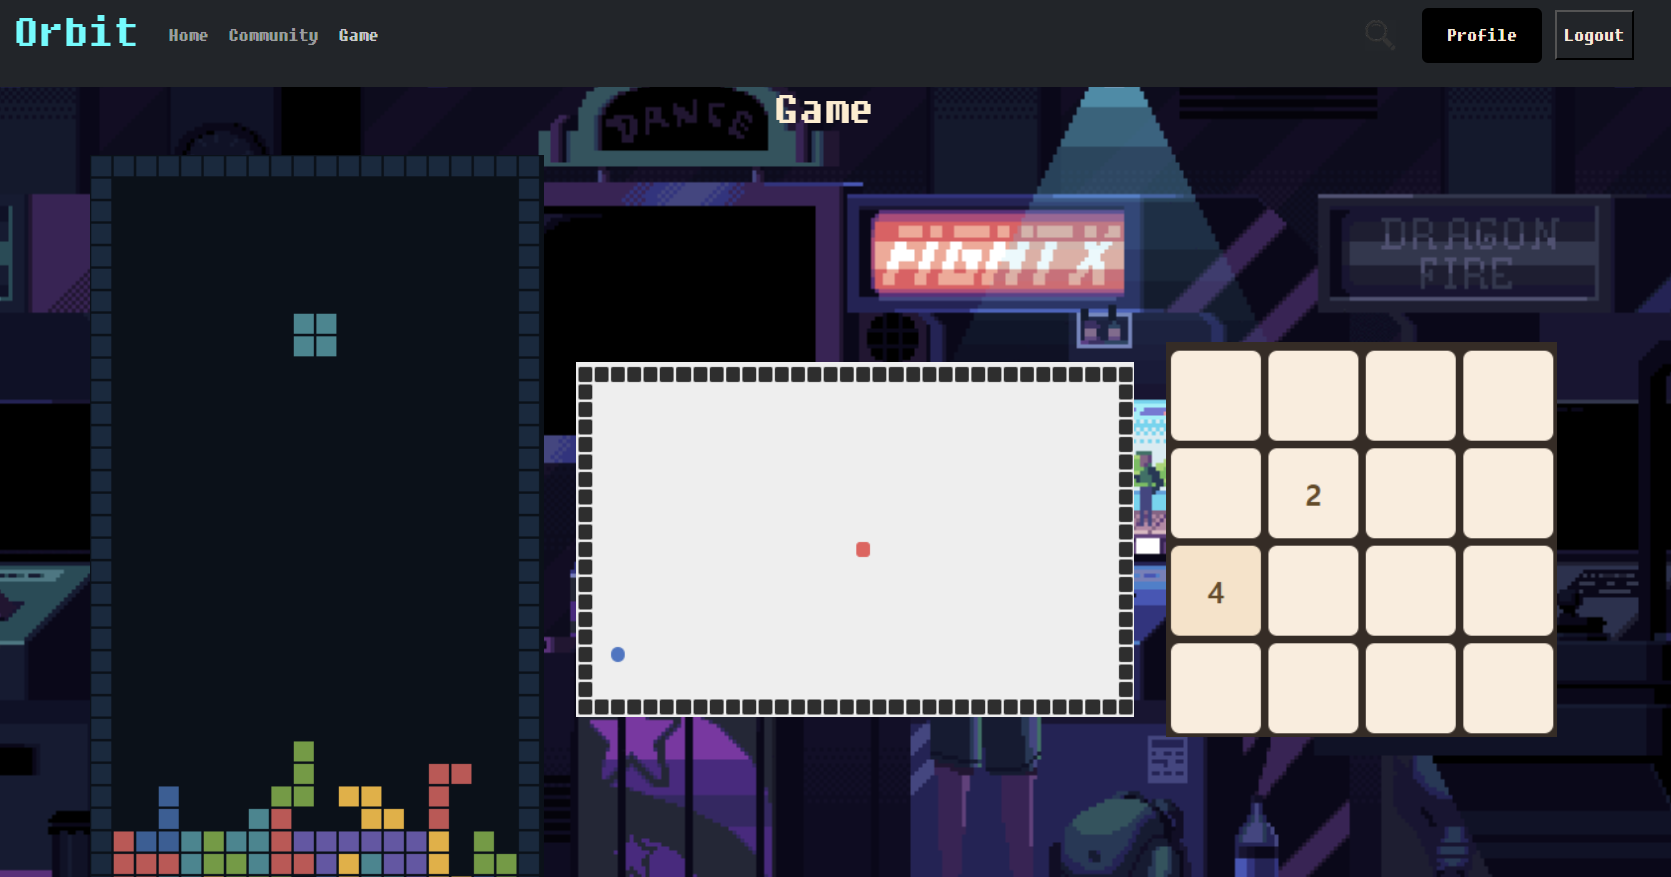 Orbit
Home Community Game
Profile
Logout
Game
DANCE
DRAGON
FIRE
2
4